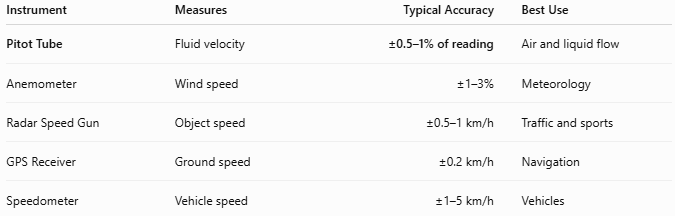 Instrument Measures Typical Accuracy Best Use
Pitot Tube Fluid velocity ±0.5–1% of reading Air and liquid flow
Anemometer Wind speed ±1–3% Meteorology
Radar Speed Gun Object speed ±0.5–1 km/h Traffic and sports
GPS Receiver Ground speed ±0.2 km/h Navigation
Speedometer Vehicle speed ±1–5 km/h Vehicles